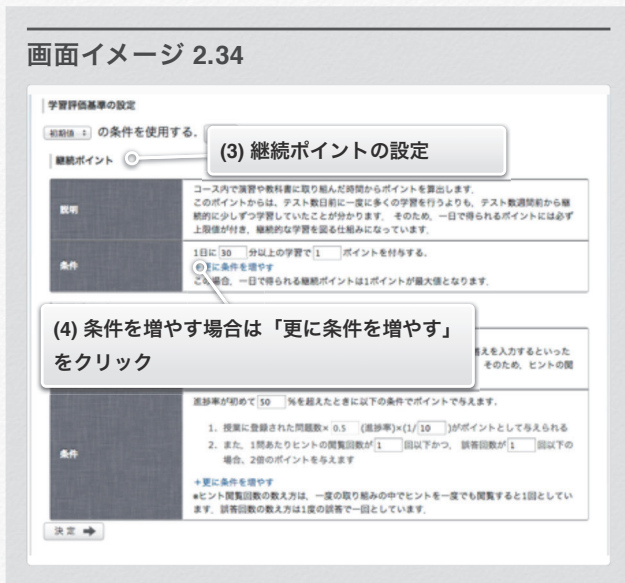 画面イメージ 2.34
学習評価基準の設定
初期値 の条件を使用する.
(3) 継続ポイントの設定
継続ポイント
説明
コース内で演習や教科書に取り組んだ時間からポイントを算出します.
このポイントからは、テスト数日前に一度に多くの学習を行うよりも、テスト数週間前から継
続的に少しずつ学習していたことが分かります. そのため、一日で得られるポイントには必ず
上限値が付き、継続的な学習を図る仕組みになっています.
条件
1日に 30 分以上の学習で 1 ポイントを付与する.
更に条件を増やす
この場合、一日で得られる継続ポイントは1ポイントが最大値となります.
(4) 条件を増やす場合は「更に条件を増やす」
をクリック
えを入力するといった
そのため、ヒントの閲
条件
進捗率が初めて 50 %を超えたときに以下の条件でポイントで与えます.
1. 授業に登録された問題数× 0.5 (進捗率)×(1/ 10 )がポイントとして与えられる
2. また、1問あたりヒントの閲覧回数が 1 回以下かつ、誤答回数が 1 回以下の
場合、2倍のポイントを与えます
+更に条件を増やす
※ヒント閲覧回数の数え方は、一度の取り組みの中でヒントを一度でも閲覧すると1回としてい
ます. 誤答回数の数え方は1度の誤答で一回としています.
決定